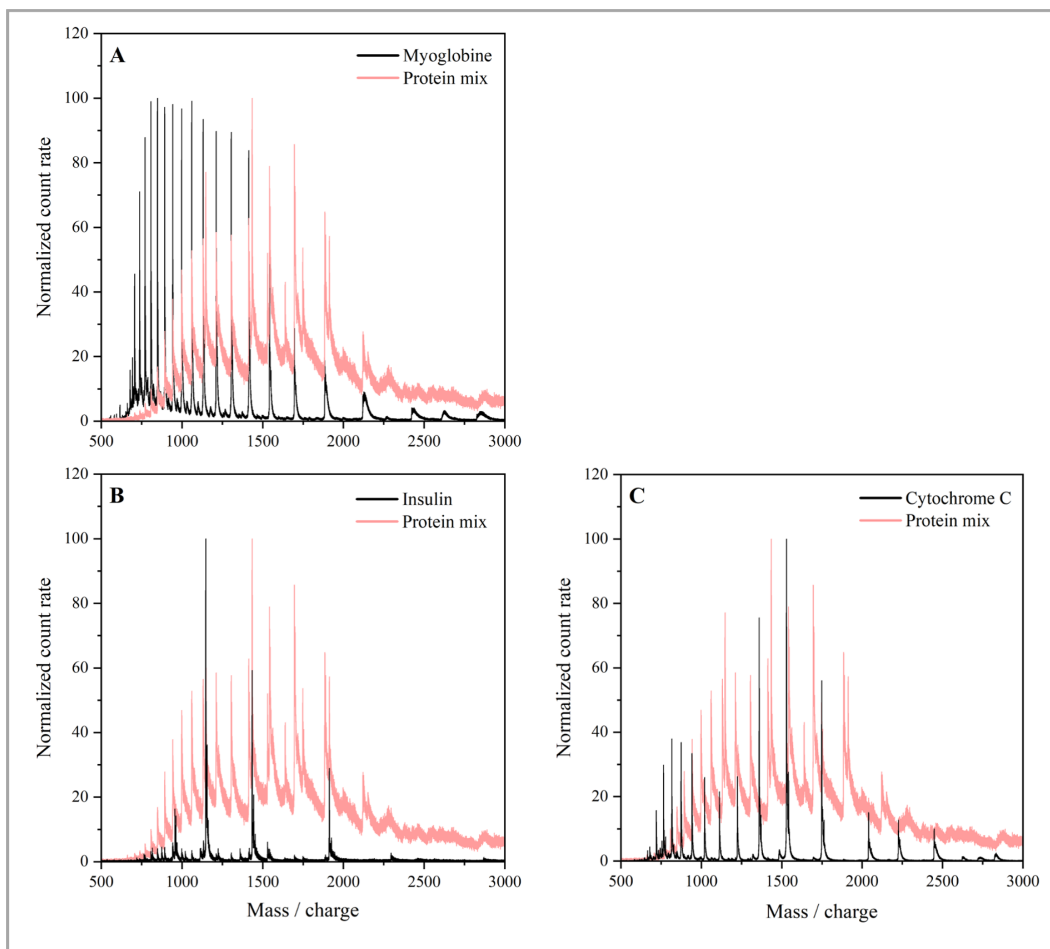 A
Myoglobine
Protein mix
Normalized count rate
120
100
80
60
40
20
0
500
1000
1500
2000
2500
3000
B
Insulin
Protein mix
Normalized count rate
120
100
80
60
40
20
0
500
1000
1500
2000
2500
3000
Mass / charge
C
Cytochrome C
Protein mix
Normalized count rate
120
100
80
60
40
20
0
500
1000
1500
2000
2500
3000
Mass / charge